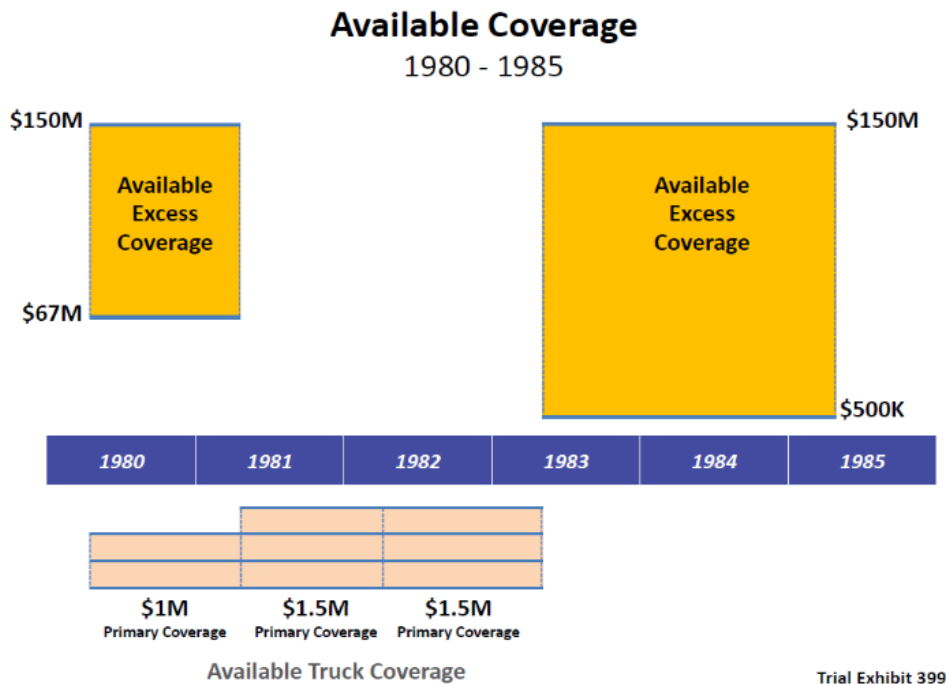 Available Coverage
1980 - 1985
$150M
$150M
Available
Excess
Coverage
Available
Excess
Coverage
$67M
$500K
1980 1981 1982 1983 1984 1985
$1M $1.5M $1.5M
Primary Coverage Primary Coverage Primary Coverage
Available Truck Coverage
Trial Exhibit 399